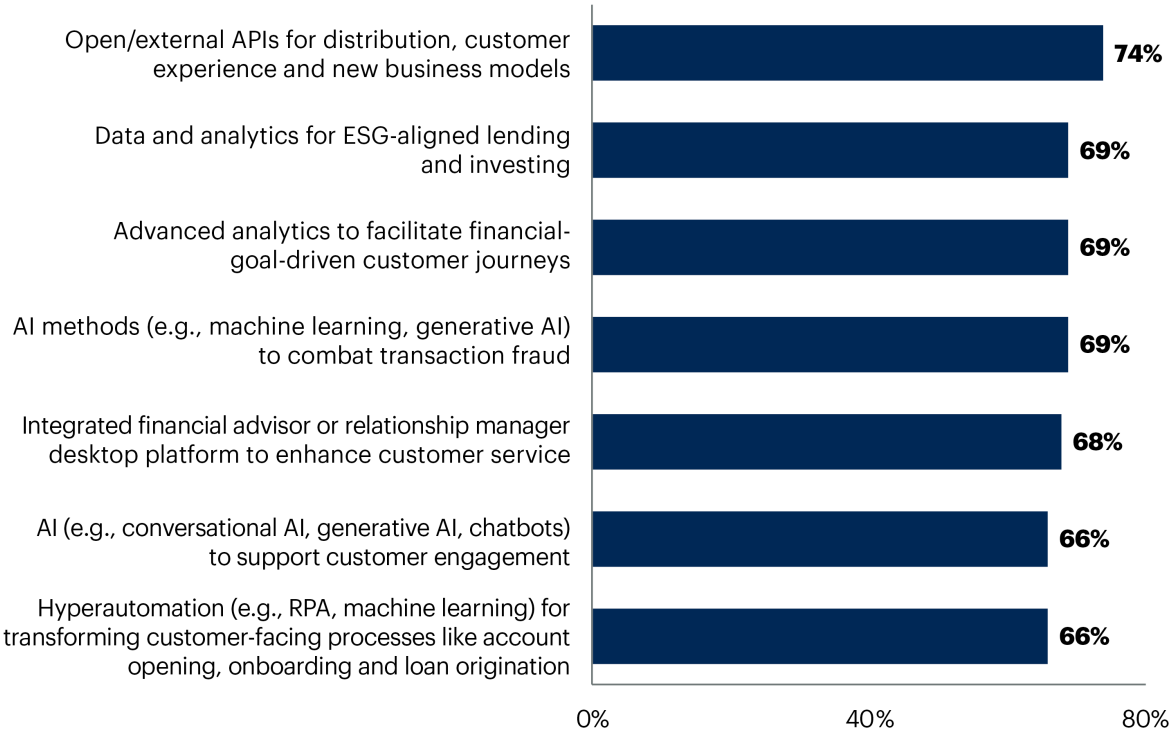 Open/external APIs for distribution, customer
experience and new business models
74%
Data and analytics for ESG-aligned lending
and investing
69%
Advanced analytics to facilitate financial-
goal-driven customer journeys
69%
AI methods (e.g., machine learning, generative AI)
to combat transaction fraud
69%
Integrated financial advisor or relationship manager
desktop platform to enhance customer service
68%
AI (e.g., conversational AI, generative AI, chatbots)
to support customer engagement
66%
Hyperautomation (e.g., RPA, machine learning) for
transforming customer-facing processes like account
opening, onboarding and loan origination
66%
0% 40% 80%